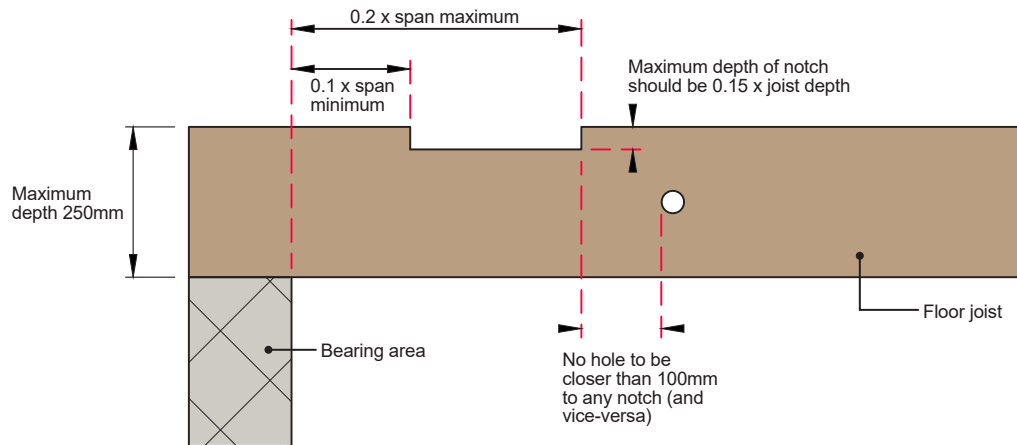 0.2 x span maximum
0.1 x span
minimum
Maximum depth of notch
should be 0.15 x joist depth
Maximum
depth 250mm
Floor joist
Bearing area
No hole to be
closer than 100mm
to any notch (and
vice-versa)